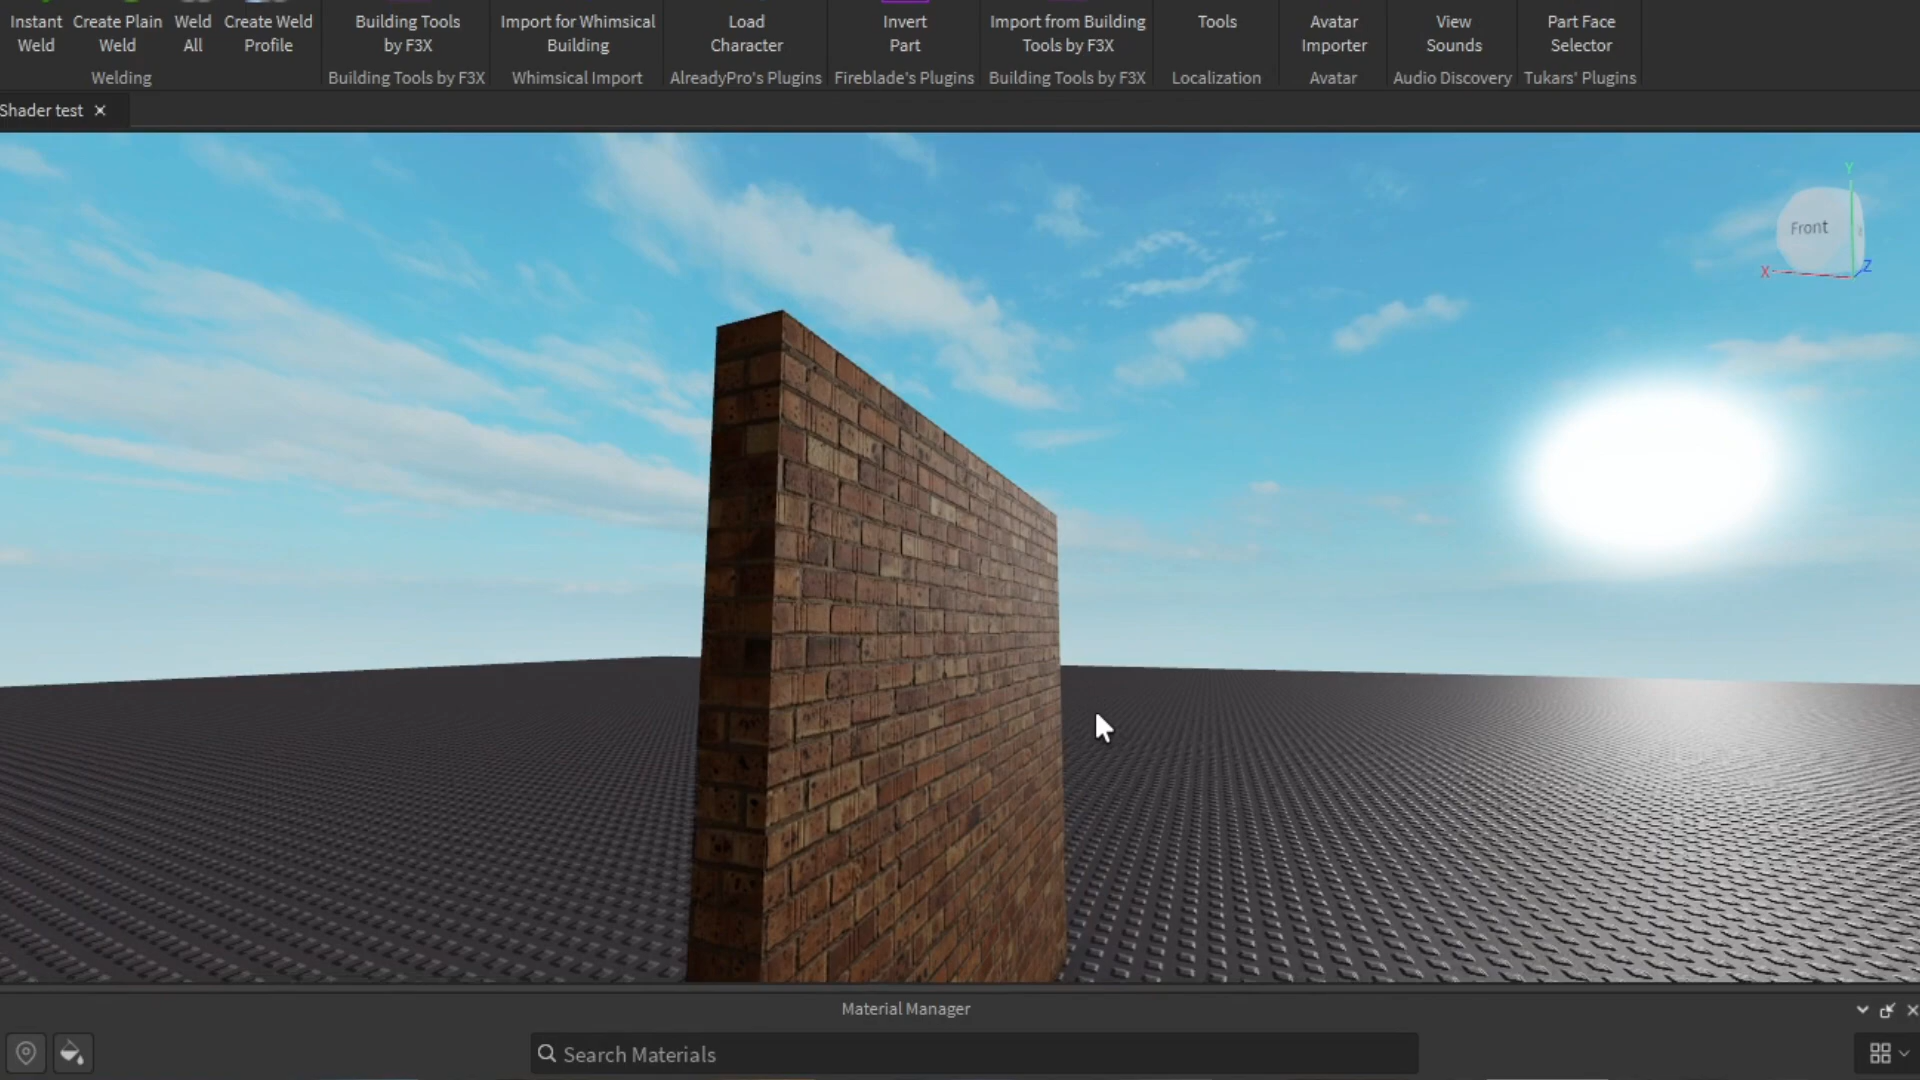 Instant Weld
Create Plain Weld
Weld All
Create Weld Profile
Welding
Building Tools by F3X
Building Tools by F3X
Import for Whimsical Building
Whimsical Import
Load Character
AlreadyPro's Plugins
Invert Part
Fireblade's Plugins
Import from Building Tools by F3X
Building Tools by F3X
Tools
Localization
Avatar Importer
Avatar
View Sounds
Audio Discovery
Part Face Selector
Tukars' Plugins
Shader test
Y
Front
X
Z
Material Manager
Search Materials